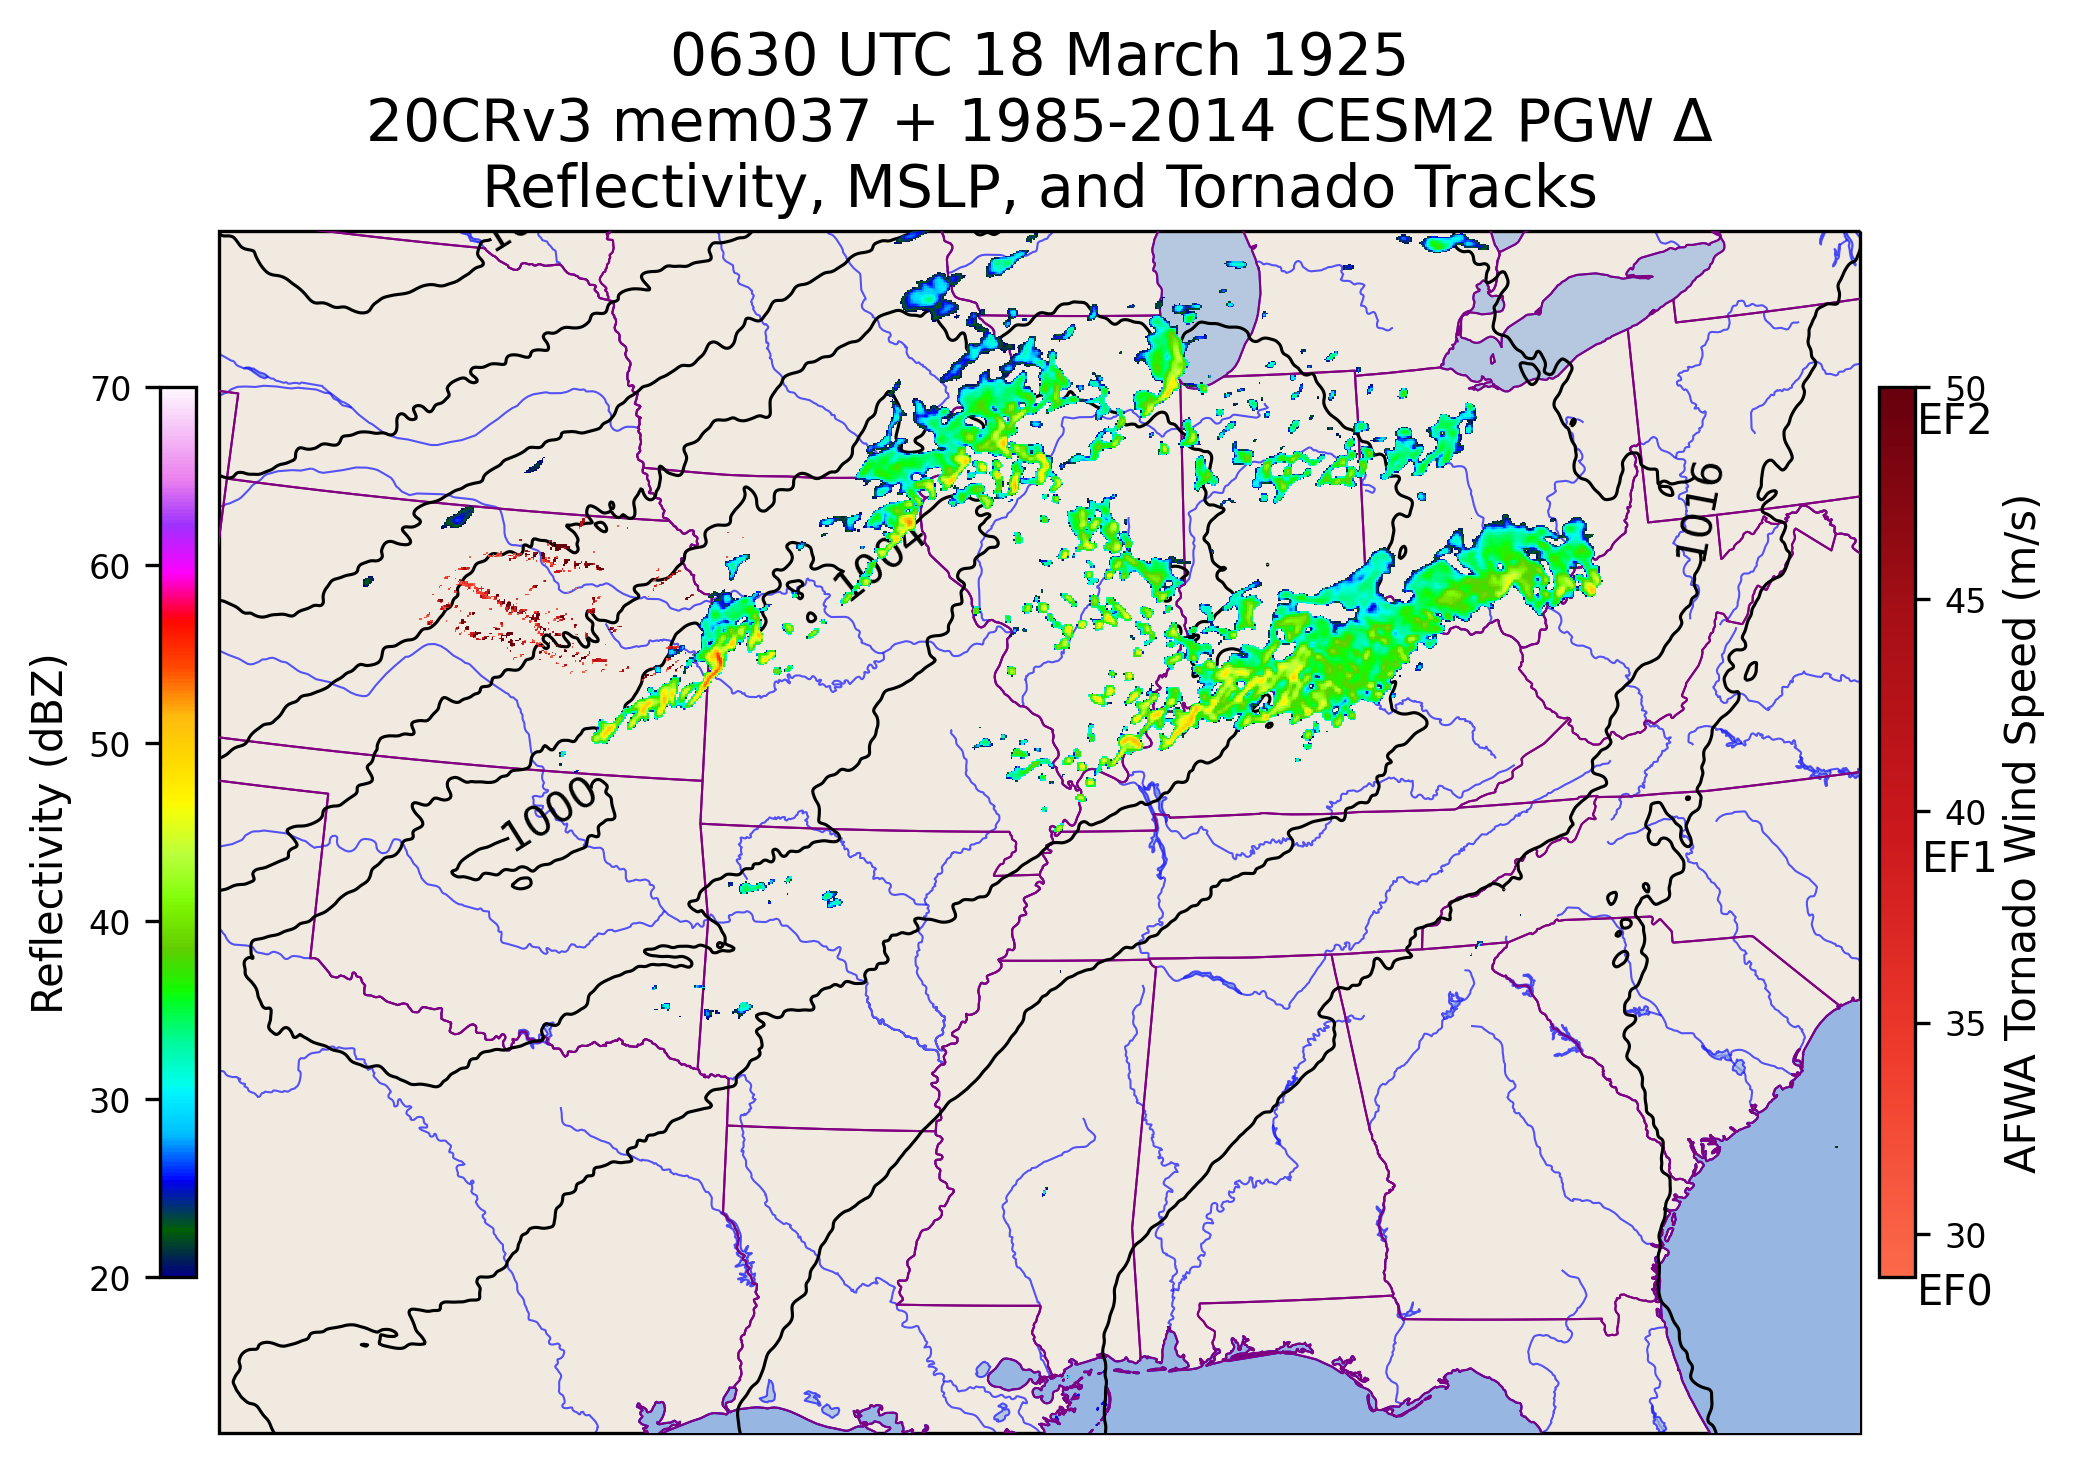 0630 UTC 18 March 1925
20CRv3 mem037 + 1985-2014 CESM2 PGW Δ
Reflectivity, MSLP, and Tornado Tracks
Reflectivity (dBZ)
70
60
50
40
30
20
1016
1004
1000
50
EF2
45
40
EF1
35
30
EF0
AFWA Tornado Wind Speed (m/s)